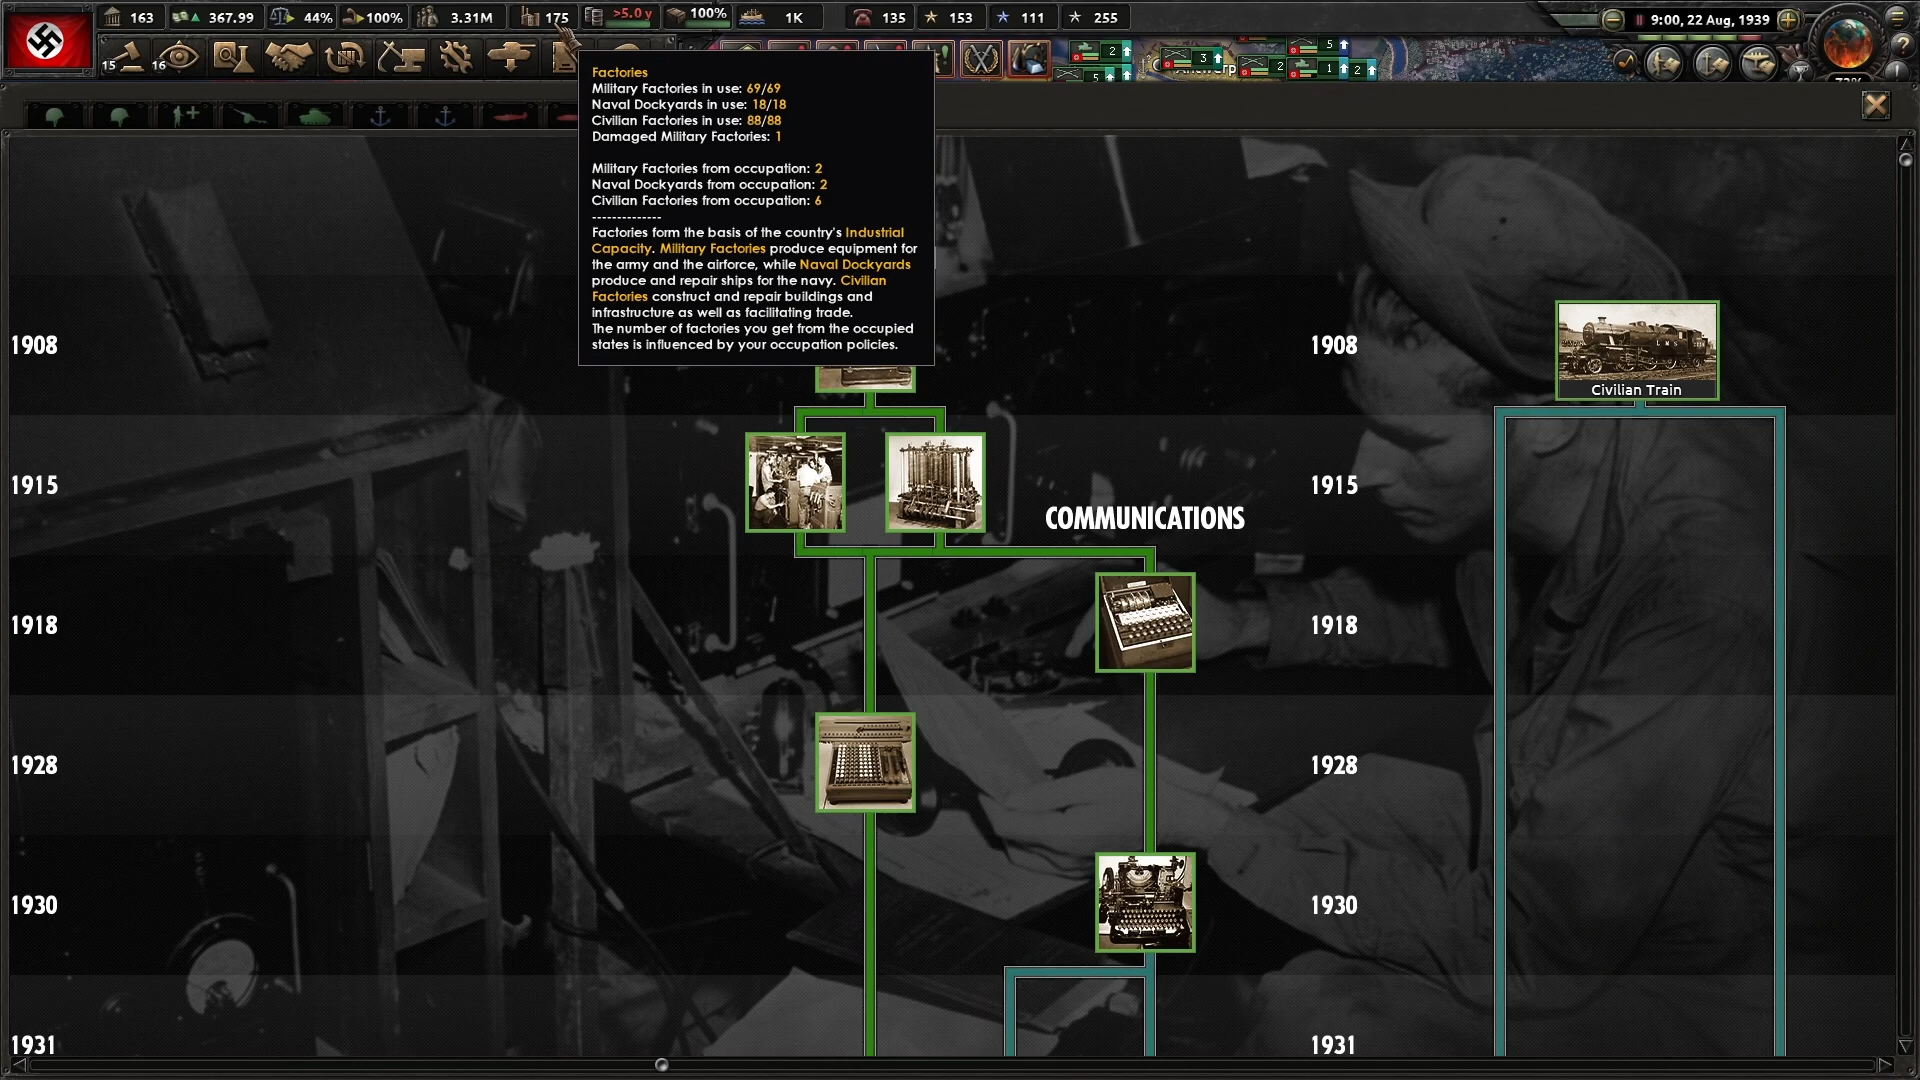 163 367.99 44% 100% 3.31M 175 >5.0 y 100% 1K 135 153 111 255 9:00, 22 Aug, 1939
15 16
2 3 5 2 1 2 5
Factories
Military Factories in use: 69/69
Naval Dockyards in use: 18/18
Civilian Factories in use: 88/88
Damaged Military Factories: 1
Military Factories from occupation: 2
Naval Dockyards from occupation: 2
Civilian Factories from occupation: 6
--------------
Factories form the basis of the country's Industrial
Capacity. Military Factories produce equipment for
the army and the airforce, while Naval Dockyards
produce and repair ships for the navy. Civilian
Factories construct and repair buildings and
infrastructure as well as facilitating trade.
The number of factories you get from the occupied
states is influenced by your occupation policies.
1908 1908
L M S
Civilian Train
1915 1915
COMMUNICATIONS
1918 1918
1928 1928
1930 1930
1931 1931